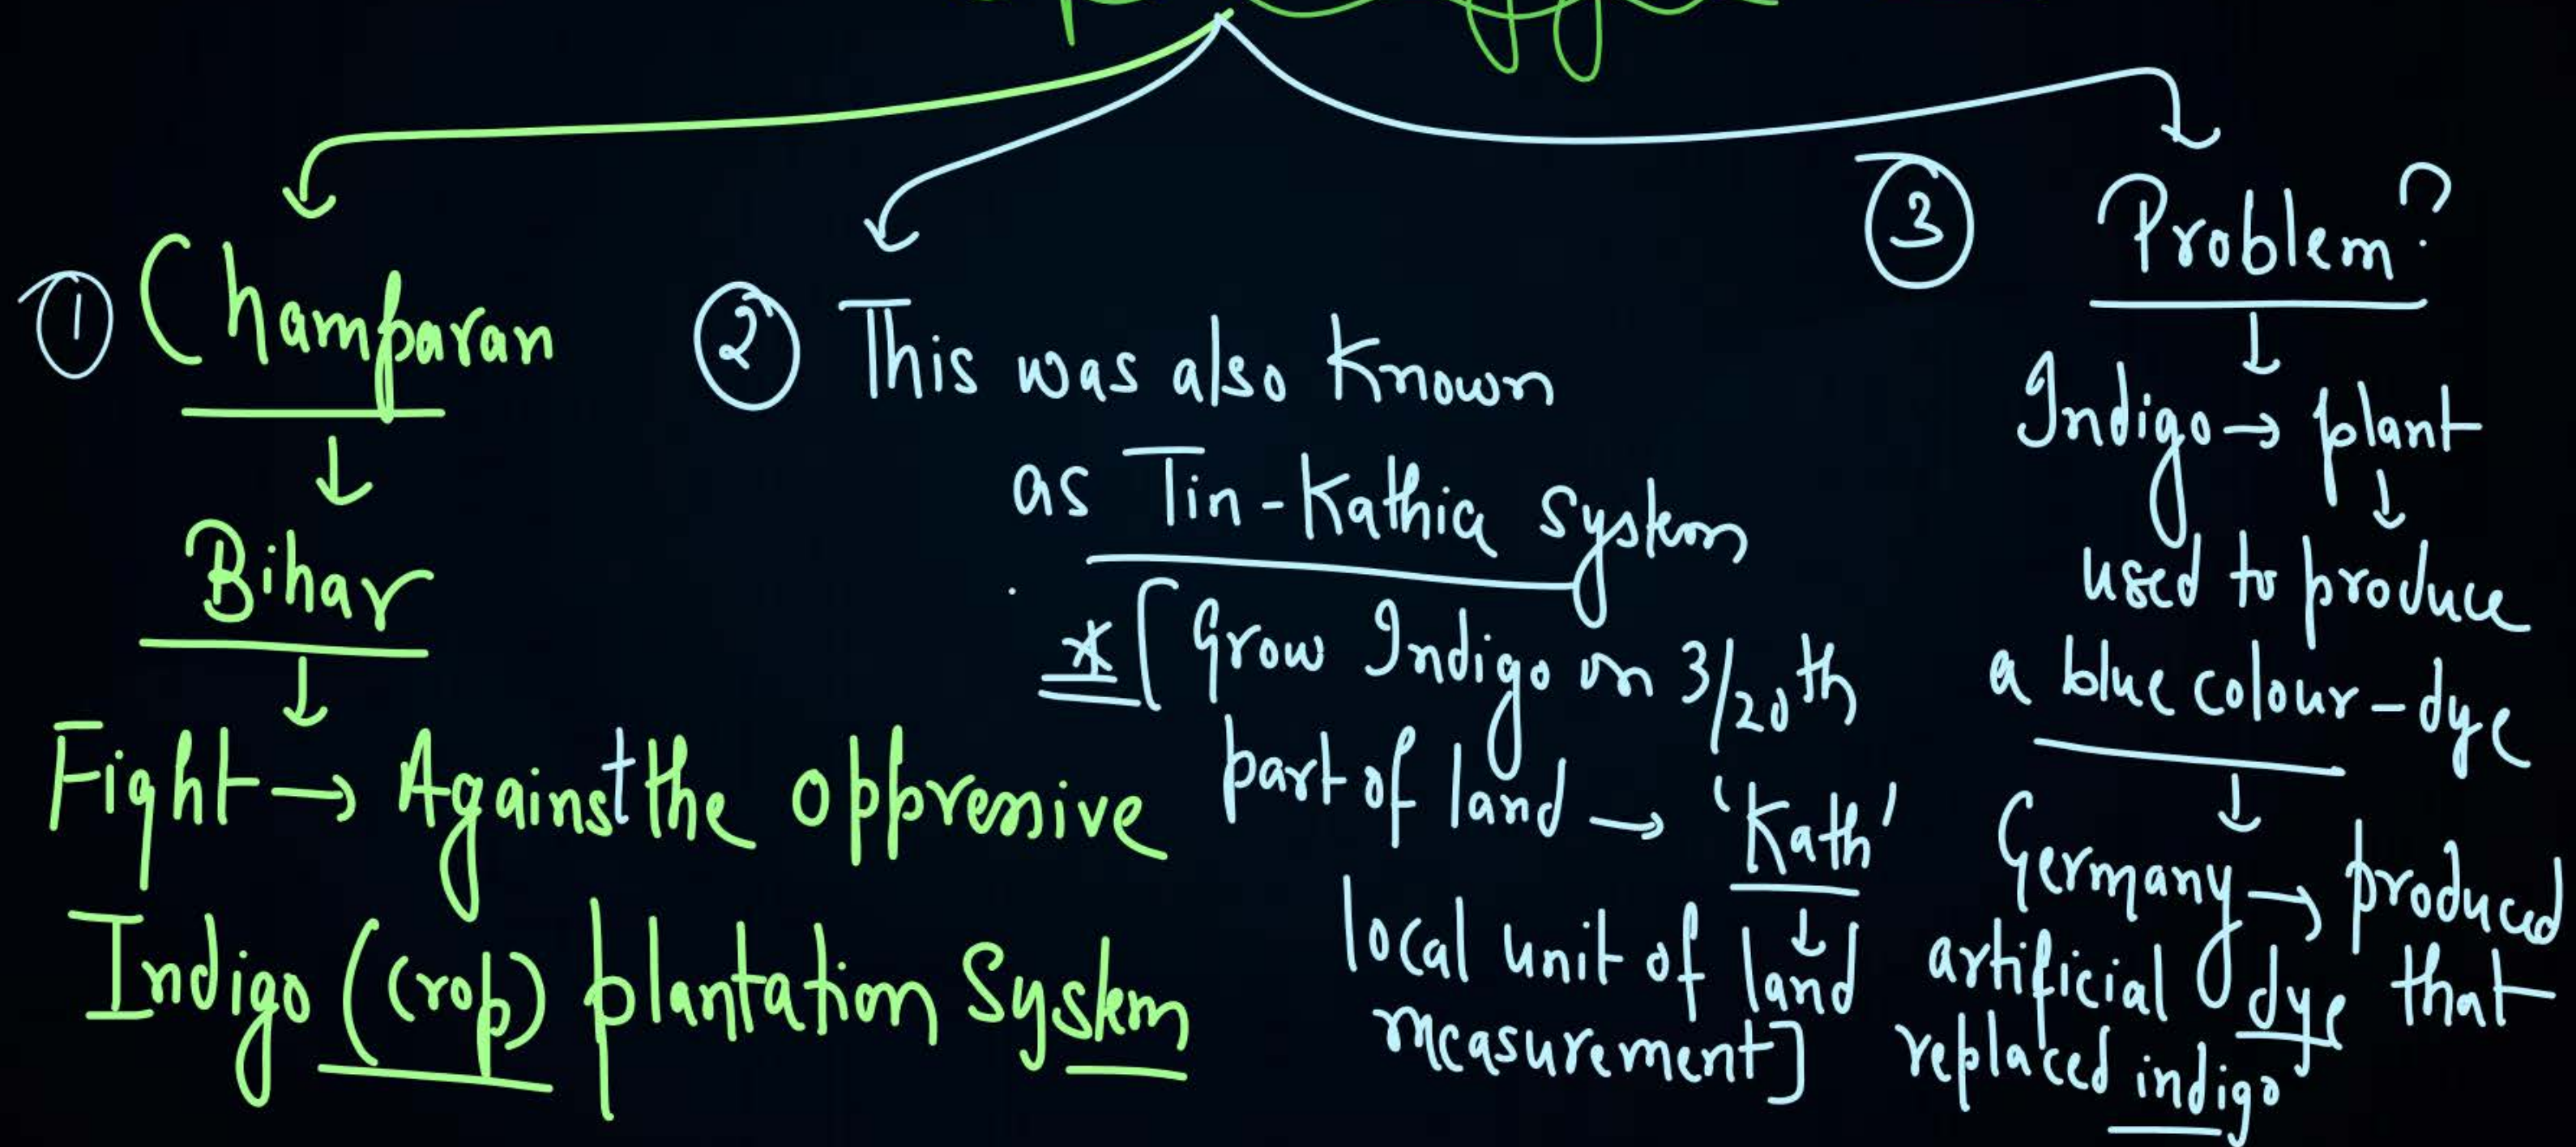 ① Champaran
↓
Bihar
↓
Fight → Against the oppressive
Indigo (crop) plantation System
② This was also Known
as Tin-Kathia system
* [Grow Indigo on 3/20th
part of land → 'Kath'
↓
local unit of land
measurement]
③ Problem?
↓
Indigo → plant
↓
used to produce
a blue colour-dye
↓
Germany → produced
artificial dye that
replaced indigo